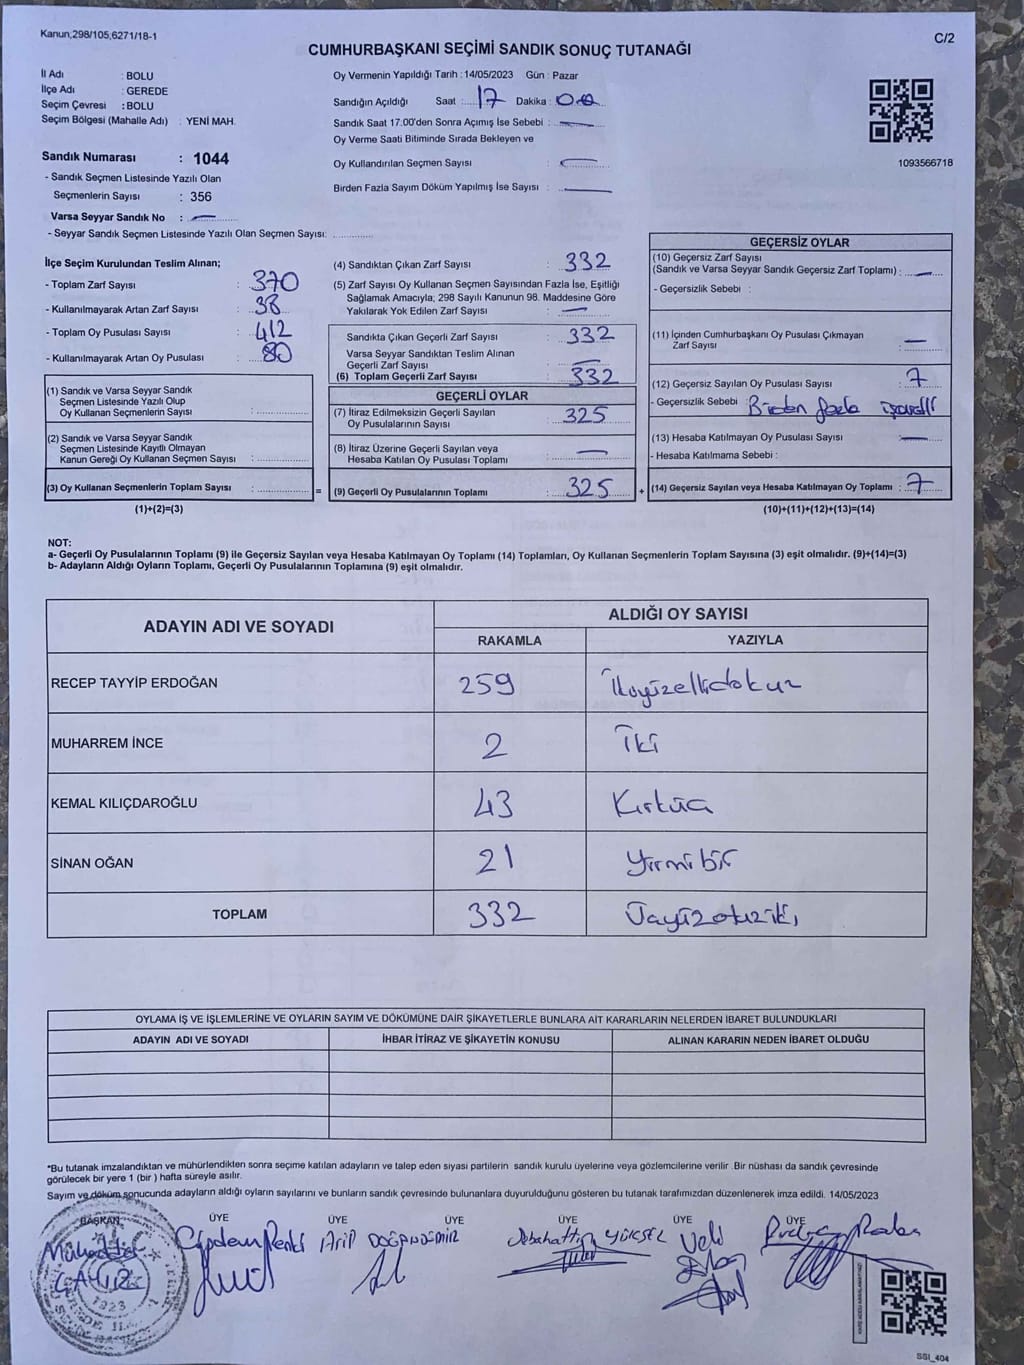 Kanun;298/105,6271/18-1
C/2
CUMHURBAŞKANI SEÇİMİ SANDIK SONUÇ TUTANAĞI
İl Adı : BOLU
İlçe Adı : GEREDE
Seçim Çevresi : BOLU
Seçim Bölgesi (Mahalle Adı) : YENİ MAH.
Oy Vermenin Yapıldığı Tarih : 14/05/2023 Gün : Pazar
Sandığın Açıldığı Saat : 17 Dakika : 00
Sandık Saat 17:00'den Sonra Açımış İse Sebebi : —
Oy Verme Saati Bitiminde Sırada Bekleyen ve
Oy Kullandırılan Seçmen Sayısı : —
Birden Fazla Sayım Döküm Yapılmış İse Sayısı : —
1093566718
Sandık Numarası : 1044
- Sandık Seçmen Listesinde Yazılı Olan
Seçmenlerin Sayısı : 356
Varsa Seyyar Sandık No : —
- Seyyar Sandık Seçmen Listesinde Yazılı Olan Seçmen Sayısı: ............
İlçe Seçim Kurulundan Teslim Alınan;
- Toplam Zarf Sayısı : 370
- Kullanılmayarak Artan Zarf Sayısı : 38
- Toplam Oy Pusulası Sayısı : 412
- Kullanılmayarak Artan Oy Pusulası : 80
(1) Sandık ve Varsa Seyyar Sandık
Seçmen Listesinde Yazılı Olup
Oy Kullanan Seçmenlerin Sayısı : ............
(2) Sandık ve Varsa Seyyar Sandık
Seçmen Listesinde Kayıtlı Olmayan
Kanun Gereği Oy Kullanan Seçmen Sayısı : ............
(3) Oy Kullanan Seçmenlerin Toplam Sayısı : ............ =
(1)+(2)=(3)
(4) Sandıktan Çıkan Zarf Sayısı : 332
(5) Zarf Sayısı Oy Kullanan Seçmen Sayısından Fazla İse, Eşitliği
Sağlamak Amacıyla; 298 Sayılı Kanunun 98. Maddesine Göre
Yakılarak Yok Edilen Zarf Sayısı : —
Sandıkta Çıkan Geçerli Zarf Sayısı : 332
Varsa Seyyar Sandıktan Teslim Alınan
Geçerli Zarf Sayısı : —
(6) Toplam Geçerli Zarf Sayısı : 332
GEÇERLİ OYLAR
(7) İtiraz Edilmeksizin Geçerli Sayılan
Oy Pusulalarının Sayısı : 325
(8) İtiraz Üzerine Geçerli Sayılan veya
Hesaba Katılan Oy Pusulası Toplamı : —
(9) Geçerli Oy Pusulalarının Toplamı : 325 +
GEÇERSİZ OYLAR
(10) Geçersiz Zarf Sayısı
(Sandık ve Varsa Seyyar Sandık Geçersiz Zarf Toplamı) : —
- Geçersizlik Sebebi :
(11) İçinden Cumhurbaşkanı Oy Pusulası Çıkmayan
Zarf Sayısı : —
(12) Geçersiz Sayılan Oy Pusulası Sayısı : 7
- Geçersizlik Sebebi : Birden fazla
(13) Hesaba Katılmayan Oy Pusulası Sayısı : —
- Hesaba Katılmama Sebebi :
(14) Geçersiz Sayılan veya Hesaba Katılmayan Oy Toplamı : 7
(10)+(11)+(12)+(13)=(14)
NOT:
a- Geçerli Oy Pusulalarının Toplamı (9) ile Geçersiz Sayılan veya Hesaba Katılmayan Oy Toplamı (14) Toplamları, Oy Kullanan Seçmenlerin Toplam Sayısına (3) eşit olmalıdır. (9)+(14)=(3)
b- Adayların Aldığı Oyların Toplamı, Geçerli Oy Pusulalarının Toplamına (9) eşit olmalıdır.
ADAYIN ADI VE SOYADI
ALDIĞI OY SAYISI
RAKAMLA YAZIYLA
RECEP TAYYİP ERDOĞAN 259 İkiyüzellidokuz
MUHARREM İNCE 2 İki
KEMAL KILIÇDAROĞLU 43 Kırküç
SİNAN OĞAN 21 Yirmibir
TOPLAM 332 Üçyüzotuziki
OYLAMA İŞ VE İŞLEMLERİNE VE OYLARIN SAYIM VE DÖKÜMÜNE DAİR ŞİKAYETLERLE BUNLARA AİT KARARLARIN NELERDEN İBARET BULUNDUKLARI
ADAYIN ADI VE SOYADI İHBAR İTİRAZ VE ŞİKAYETİN KONUSU ALINAN KARARIN NEDEN İBARET OLDUĞU
*Bu tutanak imzalandıktan ve mühürlendikten sonra seçime katılan adayların ve talep eden siyasi partilerin sandık kurulu üyelerine veya gözlemcilerine verilir .Bir nüshası da sandık çevresinde
görülecek bir yere 1 (bir ) hafta süreyle asılır.
Sayım ve döküm sonucunda adayların aldığı oyların sayılarını ve bunların sandık çevresinde bulunanlara duyurulduğunu gösteren bu tutanak tarafımızdan düzenlenerek imza edildi. 14/05/2023
BAŞKAN ÜYE ÜYE ÜYE ÜYE ÜYE ÜYE
Arif DOĞANDEMİR
Sebahattin YÜKSEL
1923
SGI_404